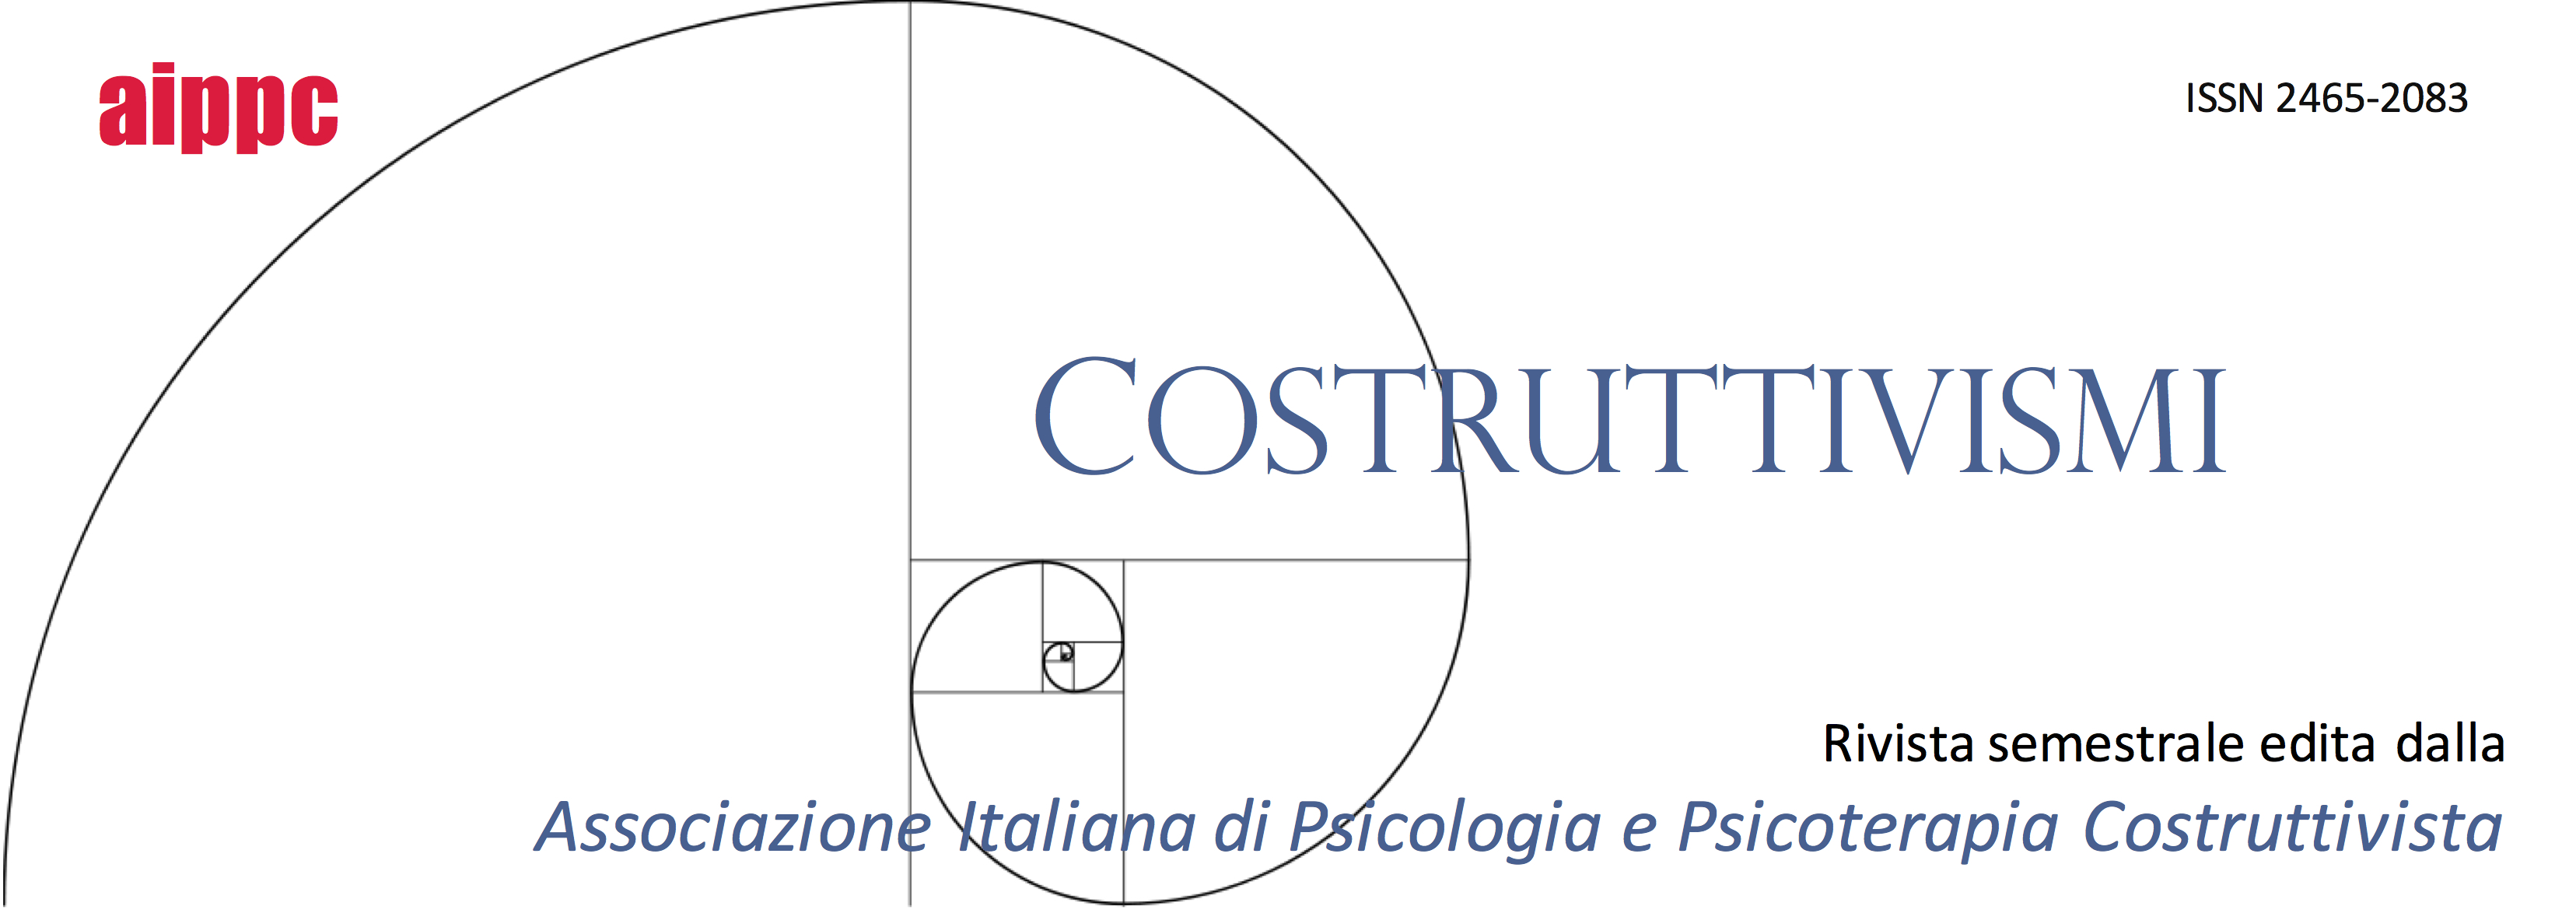 aippc
ISSN 2465-2083
COSTRUTTIVISMI
Rivista semestrale edita dalla
Associazione Italiana di Psicologia e Psicoterapia Costruttivista